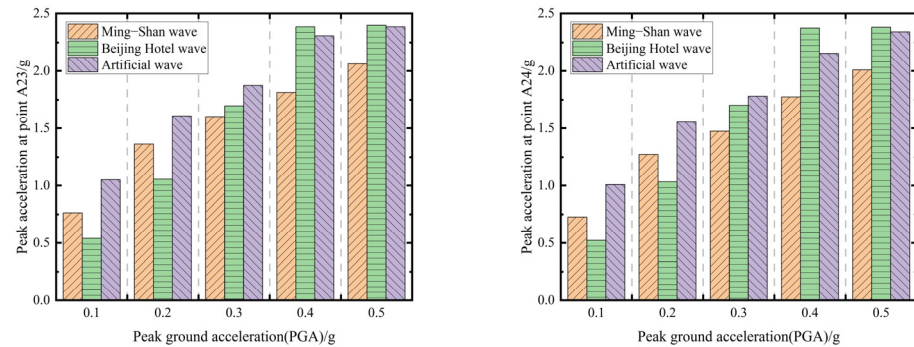 2.5
2.0
1.5
1.0
0.5
0.0
Peak acceleration at point A23/g
Ming−Shan wave
Beijing Hotel wave
Artificial wave
0.1 0.2 0.3 0.4 0.5
Peak ground acceleration(PGA)/g
2.5
2.0
1.5
1.0
0.5
0.0
Peak acceleration at point A24/g
Ming−Shan wave
Beijing Hotel wave
Artificial wave
0.1 0.2 0.3 0.4 0.5
Peak ground acceleration(PGA)/g